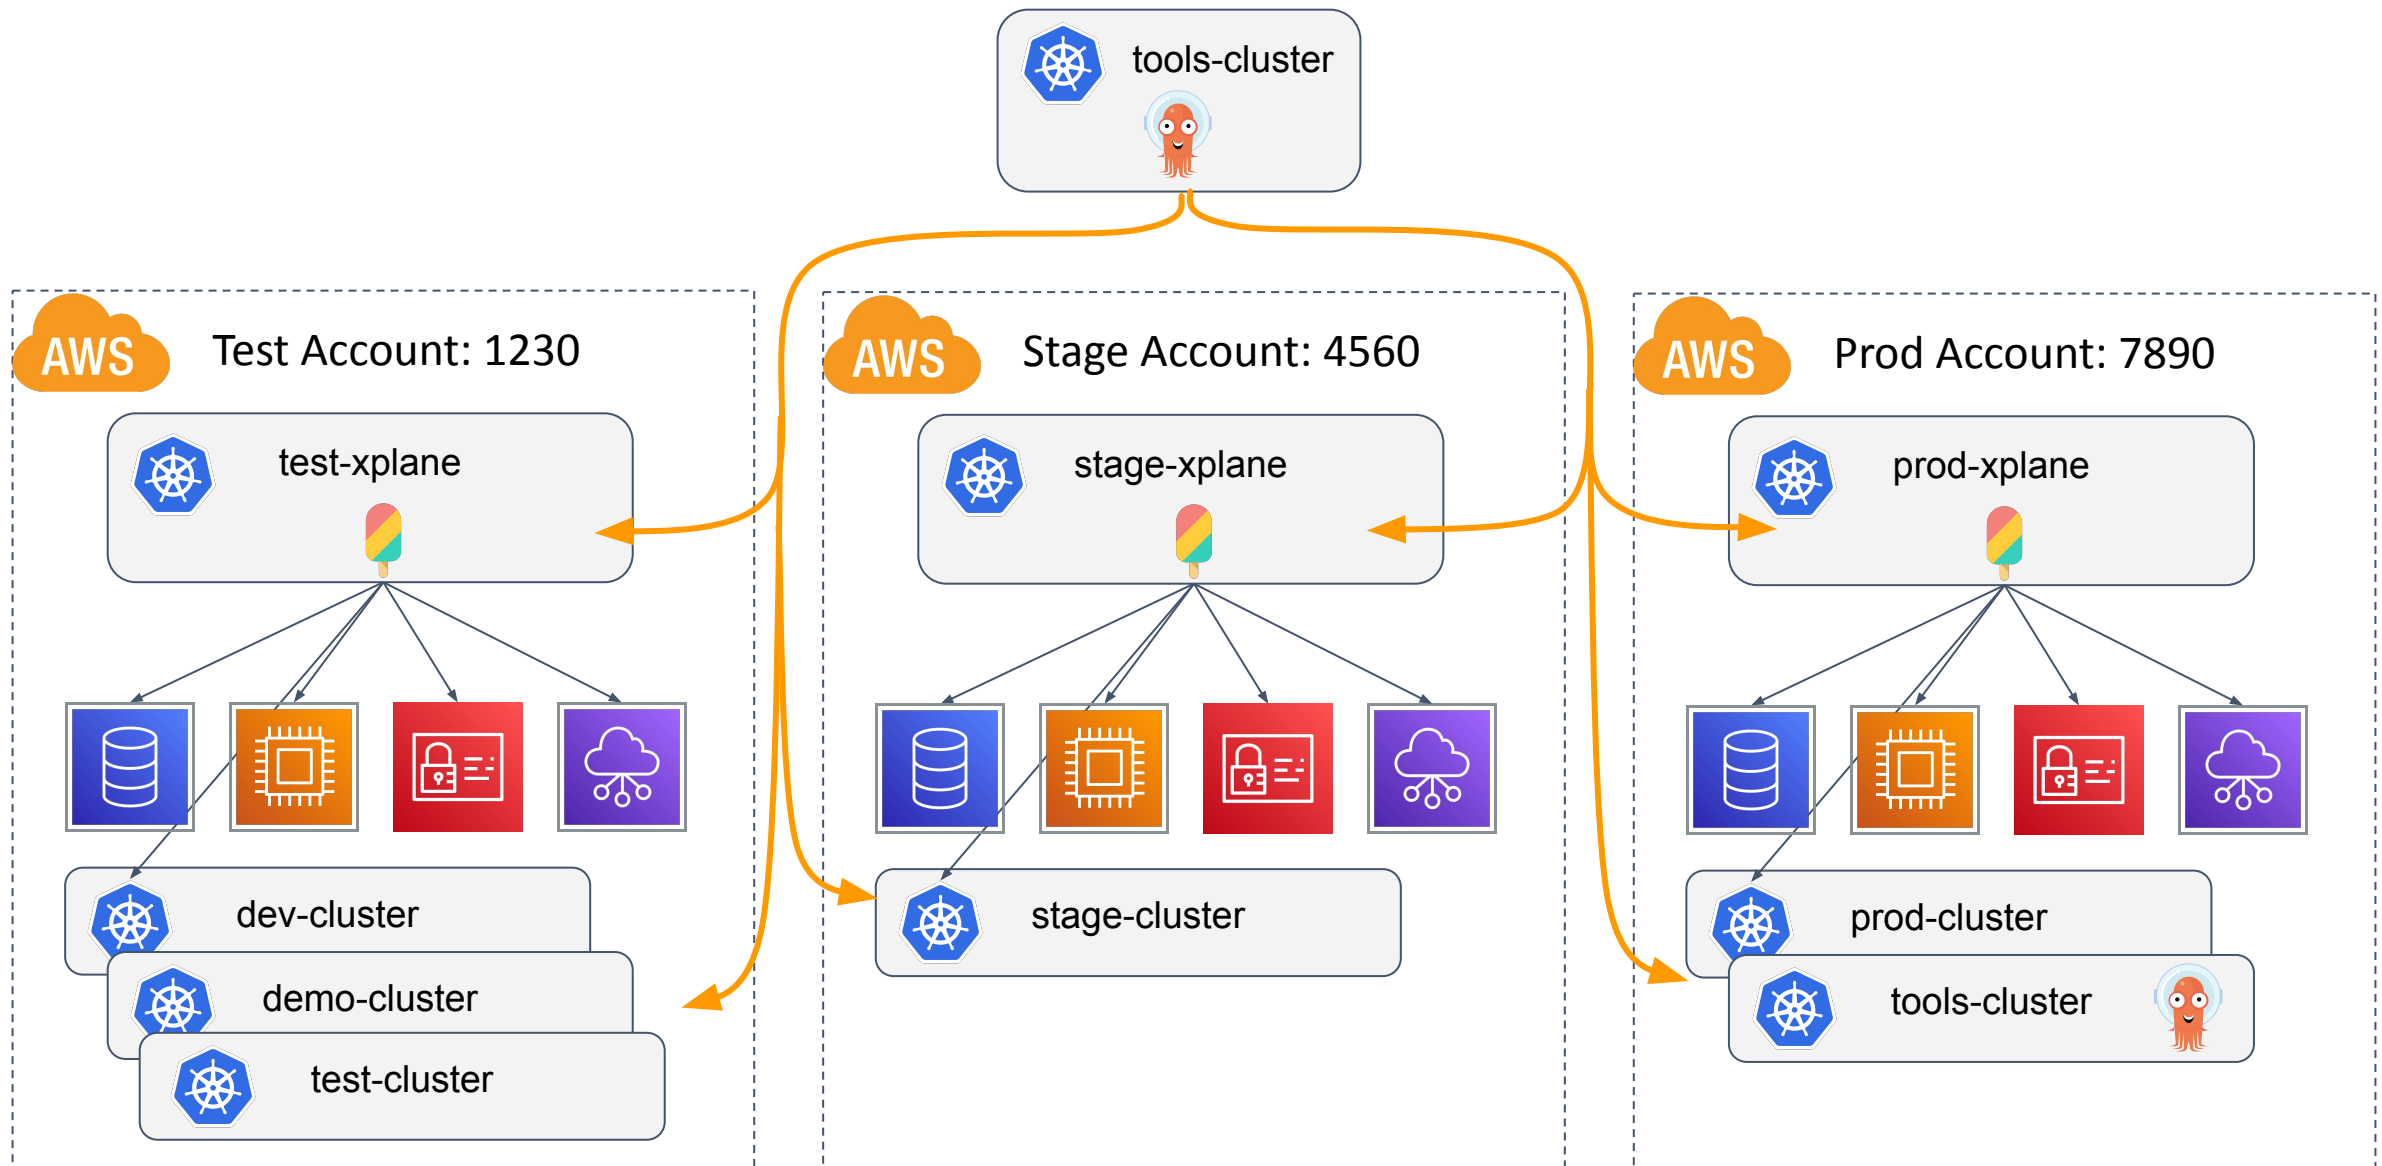 tools-cluster
AWS
Test Account: 1230
AWS
Stage Account: 4560
AWS
Prod Account: 7890
test-xplane
stage-xplane
prod-xplane
dev-cluster
demo-cluster
test-cluster
stage-cluster
prod-cluster
tools-cluster